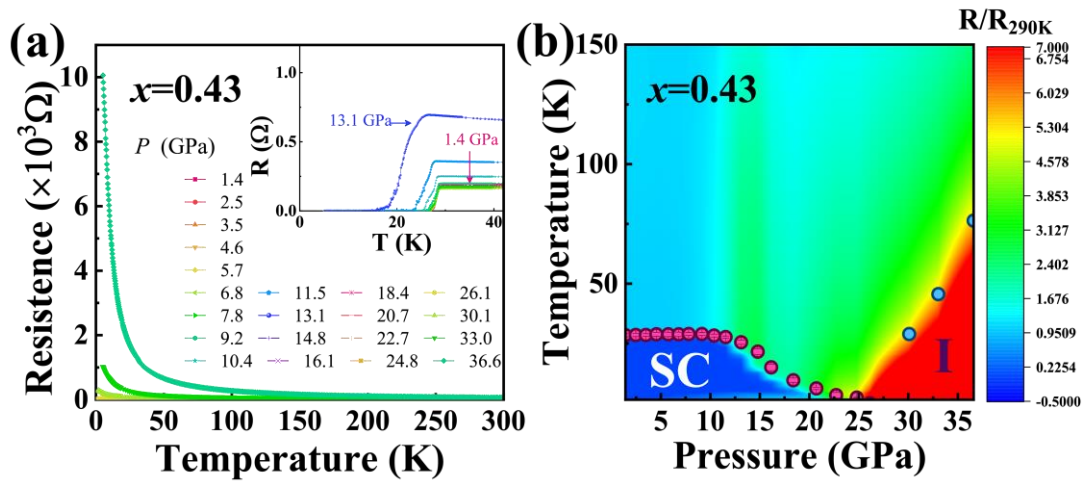 (a)
Resistence (×10³Ω)
10
8
6
4
2
0
x=0.43
P (GPa)
1.4
2.5
3.5
4.6
5.7
6.8 11.5 18.4 26.1
7.8 13.1 20.7 30.1
9.2 14.8 22.7 33.0
10.4 16.1 24.8 36.6
0 50 100 150 200 250 300
Temperature (K)
R (Ω)
1.0
0.5
0.0
13.1 GPa
1.4 GPa
0 20 40
T (K)
(b)
Temperature (K)
150
100
50
x=0.43
SC
I
5 10 15 20 25 30 35
Pressure (GPa)
R/R290K
7.000
6.754
6.029
5.304
4.578
3.853
3.127
2.402
1.676
0.9509
0.2254
-0.5000